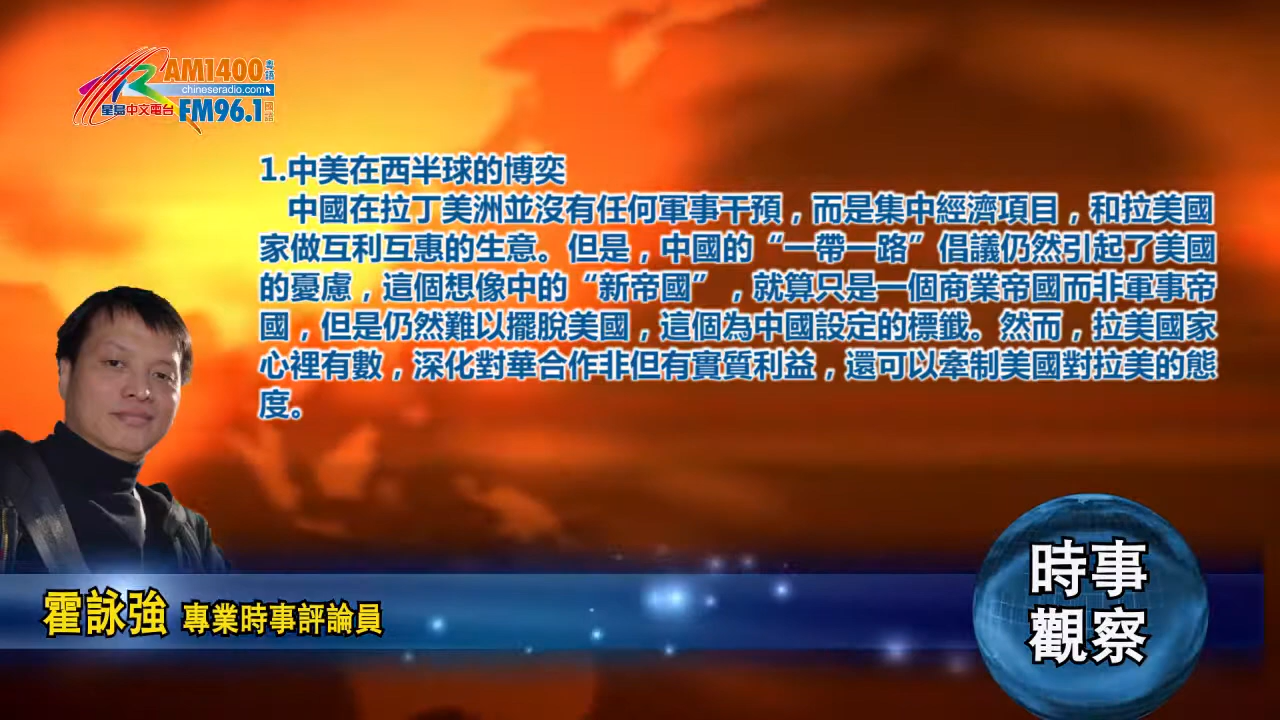 AM1400 粵語
chineseradio.com
星島中文電台 FM96.1 國語
1.中美在西半球的博奕
中國在拉丁美洲並沒有任何軍事干預，而是集中經濟項目，和拉美國
家做互利互惠的生意。但是，中國的“一帶一路”倡議仍然引起了美國
的憂慮，這個想像中的“新帝國”，就算只是一個商業帝國而非軍事帝
國，但是仍然難以擺脫美國，這個為中國設定的標籤。然而，拉美國家
心裡有數，深化對華合作非但有實質利益，還可以牽制美國對拉美的態
度。
霍詠強 專業時事評論員
時事
觀察